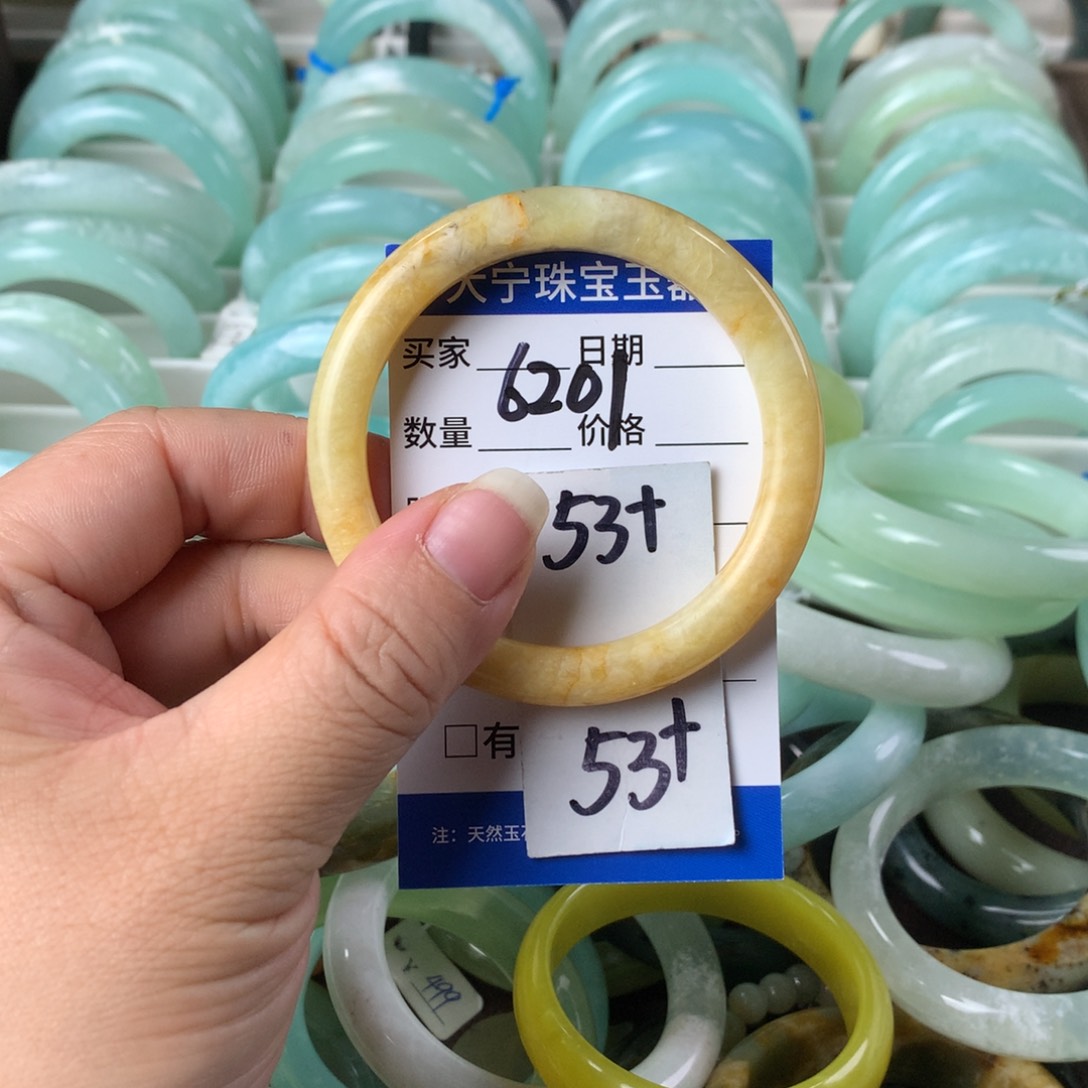 大宁珠宝玉器
买家 日期
6201
数量 价格
53+
□有
53+
注：天然玉石
¥499